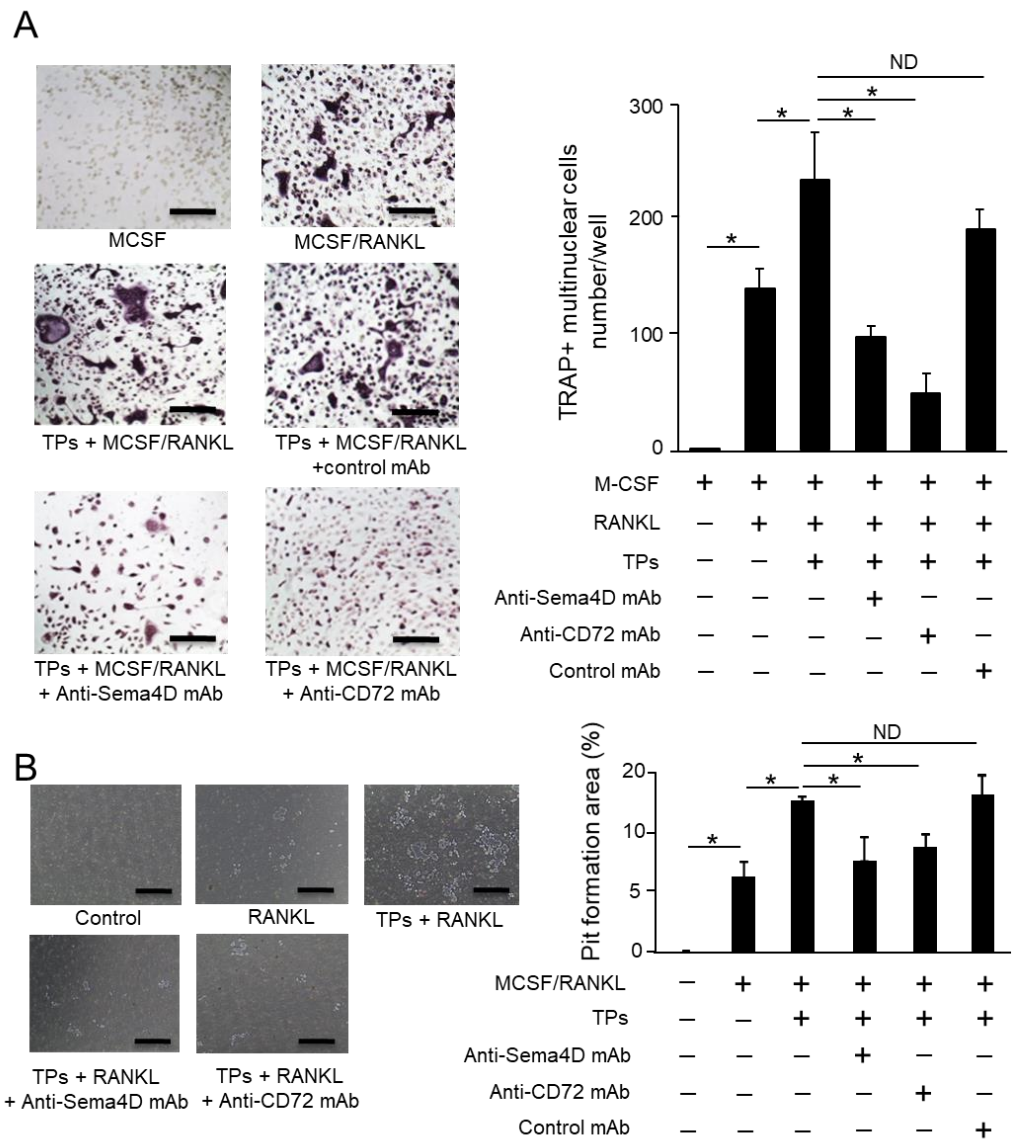 A
MCSF
MCSF/RANKL
TPs + MCSF/RANKL
TPs + MCSF/RANKL
+control mAb
TPs + MCSF/RANKL
+ Anti-Sema4D mAb
TPs + MCSF/RANKL
+ Anti-CD72 mAb
TRAP+ multinuclear cells
number/well
300
200
100
0
*
*
*
*
ND
M-CSF + + + + + +
RANKL – + + + + +
TPs – – + + + +
Anti-Sema4D mAb – – – + – –
Anti-CD72 mAb – – – – + –
Control mAb – – – – – +
B
Control
RANKL
TPs + RANKL
TPs + RANKL
+ Anti-Sema4D mAb
TPs + RANKL
+ Anti-CD72 mAb
Pit formation area (%)
20
10
5
0
*
*
*
*
ND
MCSF/RANKL – + + + + +
TPs – – + + + +
Anti-Sema4D mAb – – – + – –
Anti-CD72 mAb – – – – + –
Control mAb – – – – – +